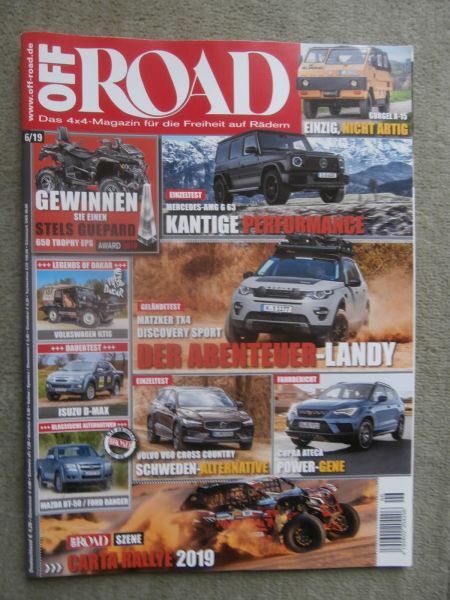 www.off-road.de
OFF
ROAD
Das 4x4-Magazin für die Freiheit auf Rädern
6/19
GURGEL X-15
EINZIG, NICHT ARTIG
GEWINNEN
SIE EINEN
STELS GUEPARD
650 TROPHY EPS
AWARD 2019
EINZELTEST
MERCEDES-AMG G 63
KANTIGE PERFORMANCE
LEGENDS OF DAKAR
VOLKSWAGEN ILTIS
GELÄNDETEST
MATZKER TX4
DISCOVERY SPORT
DER ABENTEUER-LANDY
DAUERTEST
ISUZU D-MAX
KLASSISCHE ALTERNATIVEN
MAZDA BT-50 / FORD RANGER
EINZELTEST
VOLVO V60 CROSS COUNTRY
SCHWEDEN-ALTERNATIVE
FAHRBERICHT
CUPRA ATECA
POWER-GENE
OFF ROAD SZENE
CARTA RALLYE 2019